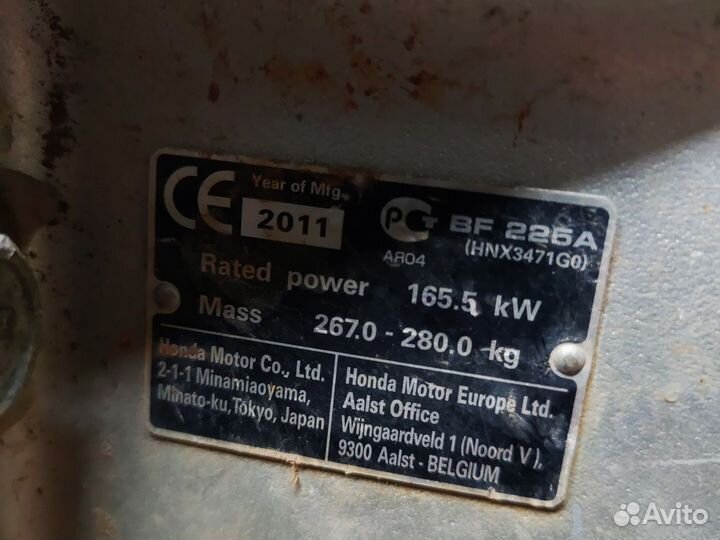 CE
Year of Mfg.
2011
PCT
AR04
BF 225A
(HNX3471G0)
Rated power 165.5 kW
Mass 267.0 - 280.0 kg
Honda Motor Co., Ltd.
2-1-1 Minamiaoyama,
Minato-ku, Tokyo, Japan
Honda Motor Europe Ltd.
Aalst Office
Wijngaardveld 1 (Noord V),
9300 Aalst - BELGIUM
Avito